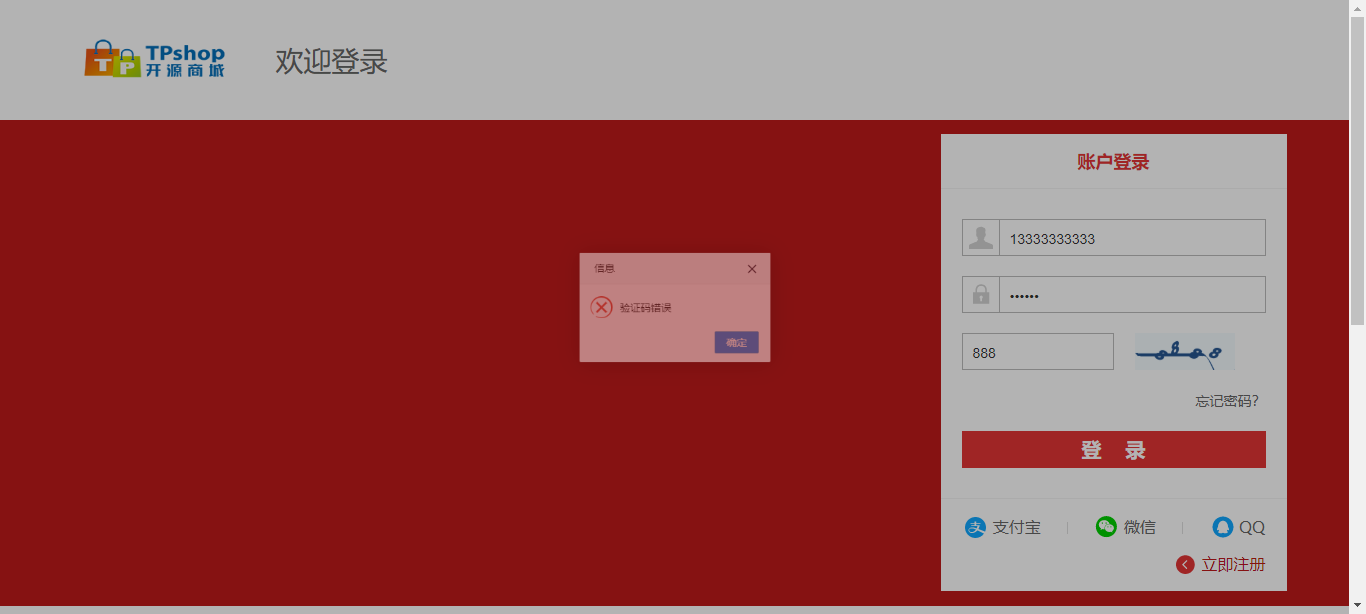 TPshop
开源商城
欢迎登录
账户登录
13333333333
••••••
信息
验证码错误
确定
888
忘记密码?
登 录
支付宝
微信
QQ
立即注册